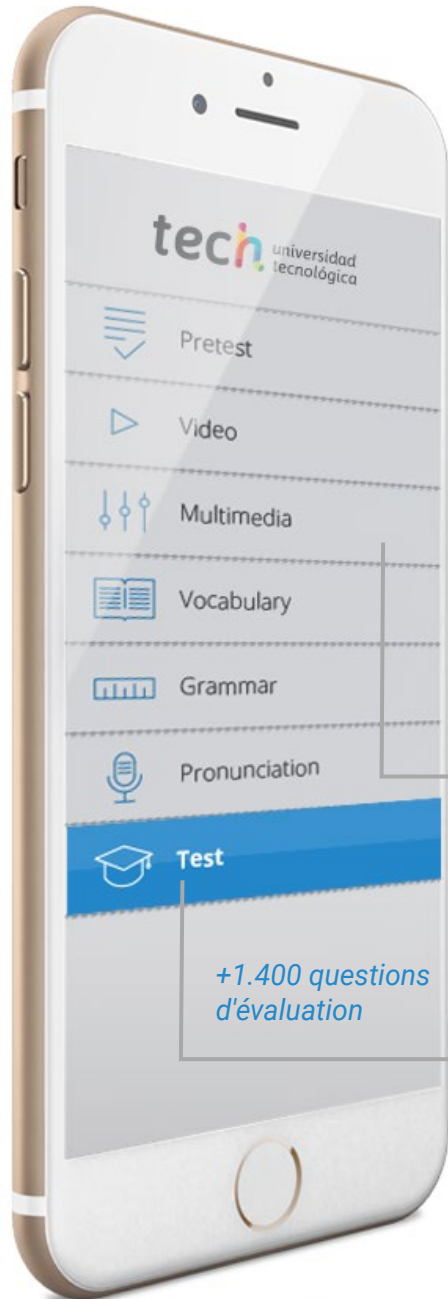 tech universidad
tecnológica
Pretest
Video
Multimedia
Vocabulary
Grammar
Pronunciation
Test
+1.400 questions
d'évaluation